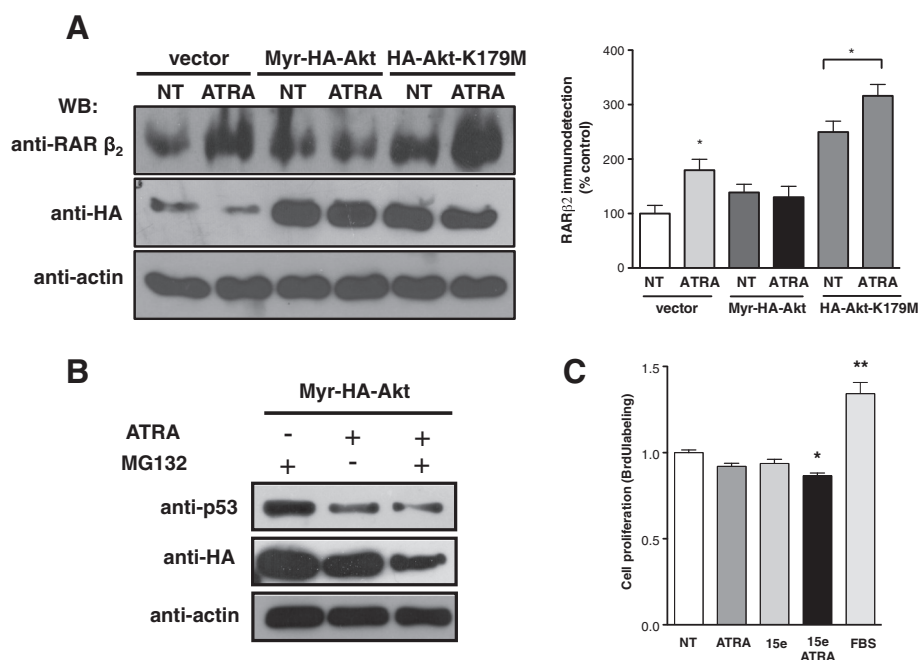 A
vector Myr-HA-Akt HA-Akt-K179M
NT ATRA NT ATRA NT ATRA
WB:
anti-RAR β2
anti-HA
anti-actin
RARβ2 immunodetection
(% control)
400
300
200
100
0
*
*
NT ATRA NT ATRA NT ATRA
vector Myr-HA-Akt HA-Akt-K179M
B
Myr-HA-Akt
ATRA - + +
MG132 + - +
anti-p53
anti-HA
anti-actin
C
Cell proliferation (BrdUlabeling)
1.5
1.0
0.5
0.0
*
**
NT ATRA 15e 15e ATRA FBS